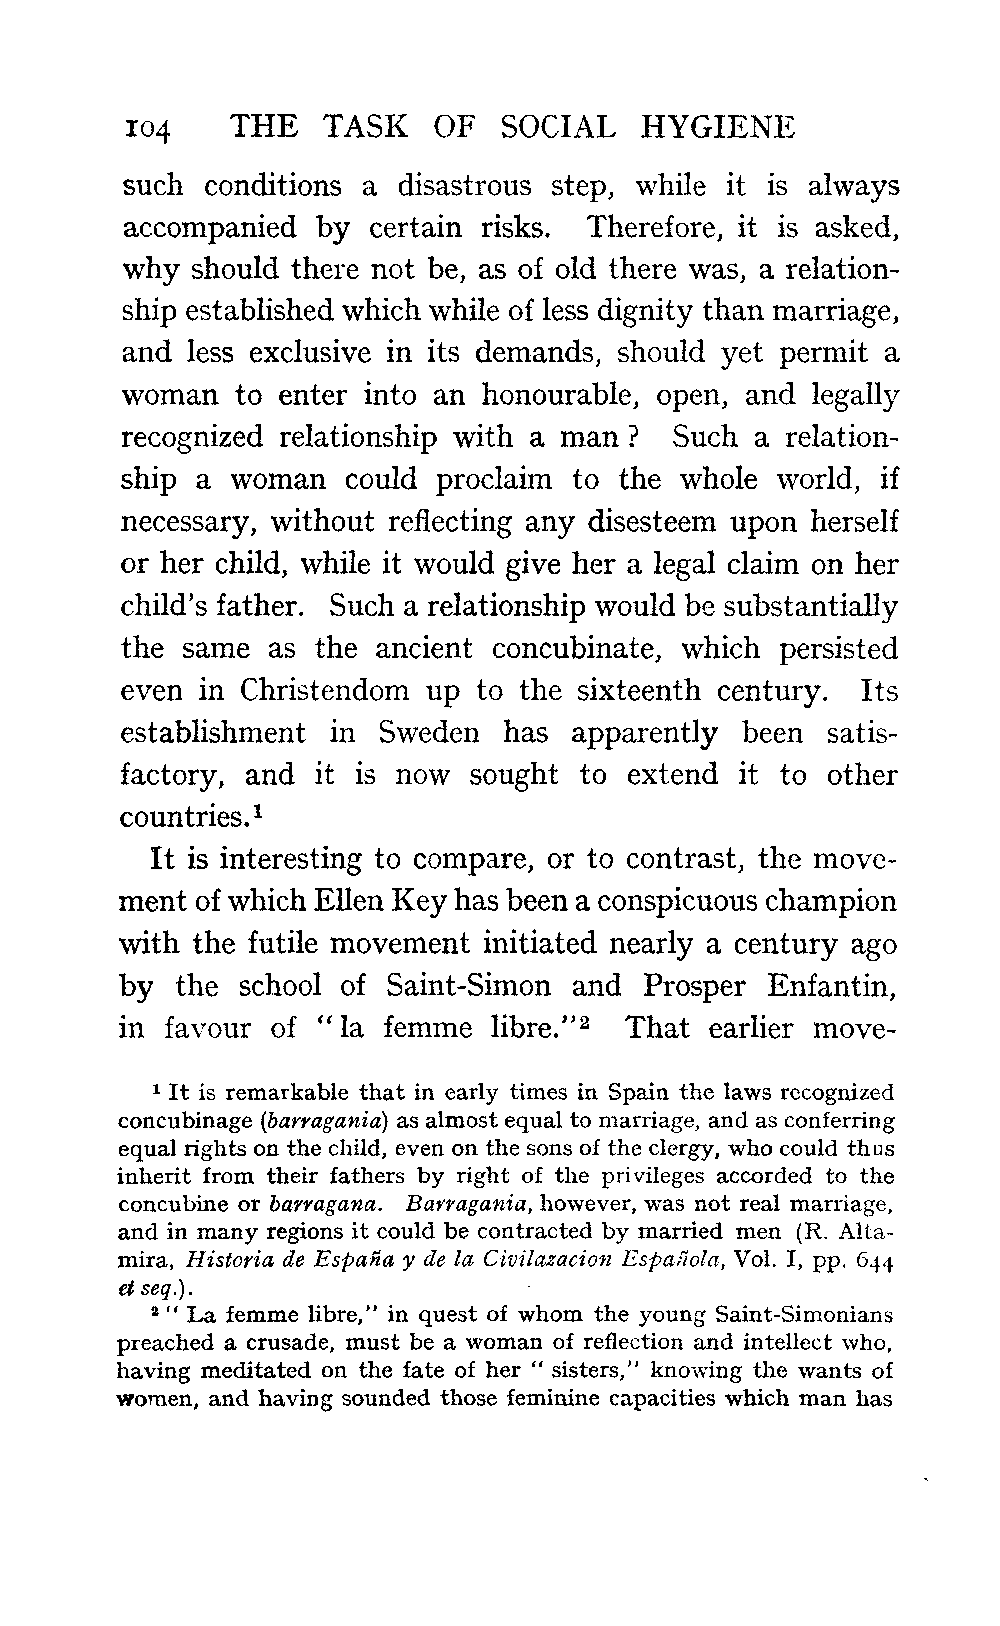 104 THE TASK OF SOCIAL HYGIENE
such conditions a disastrous step, while it is always
accompanied by certain risks. Therefore, it is asked,
why should there not be, as of old there was, a relation-
ship established which while of less dignity than marriage,
and less exclusive in its demands, should yet permit a
woman to enter into an honourable, open, and legally
recognized relationship with a man ? Such a relation-
ship a woman could proclaim to the whole world, if
necessary, without reflecting any disesteem upon herself
or her child, while it would give her a legal claim on her
child's father. Such a relationship would be substantially
the same as the ancient concubinate, which persisted
even in Christendom up to the sixteenth century. Its
establishment in Sweden has apparently been satis-
factory, and it is now sought to extend it to other
countries.¹
It is interesting to compare, or to contrast, the move-
ment of which Ellen Key has been a conspicuous champion
with the futile movement initiated nearly a century ago
by the school of Saint-Simon and Prosper Enfantin,
in favour of "la femme libre."² That earlier move-
¹ It is remarkable that in early times in Spain the laws recognized
concubinage (barragania) as almost equal to marriage, and as conferring
equal rights on the child, even on the sons of the clergy, who could thus
inherit from their fathers by right of the privileges accorded to the
concubine or barragana. Barragania, however, was not real marriage,
and in many regions it could be contracted by married men (R. Alta-
mira, Historia de España y de la Civilazacion Española, Vol. I, pp. 644
et seq.).
² " La femme libre," in quest of whom the young Saint-Simonians
preached a crusade, must be a woman of reflection and intellect who,
having meditated on the fate of her " sisters," knowing the wants of
women, and having sounded those feminine capacities which man has